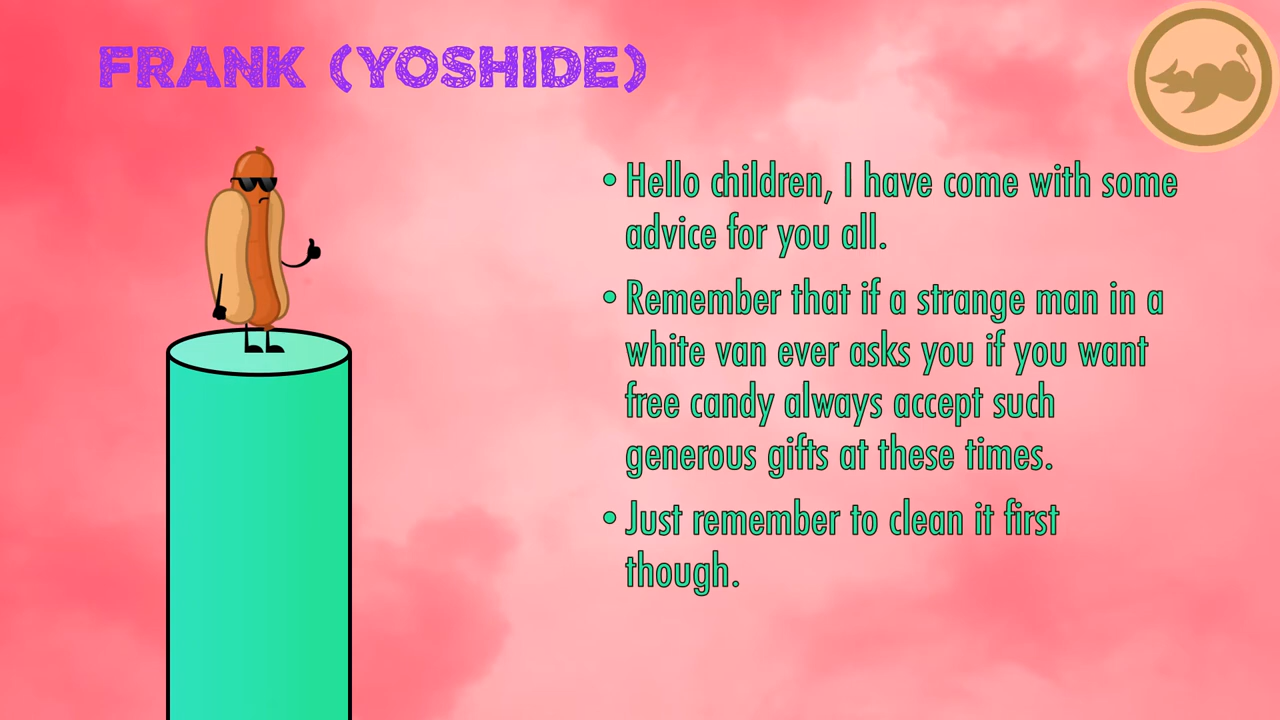 FRANK (YOSHIDE)
• Hello children, I have come with some
advice for you all.
• Remember that if a strange man in a
white van ever asks you if you want
free candy always accept such
generous gifts at these times.
• Just remember to clean it first
though.